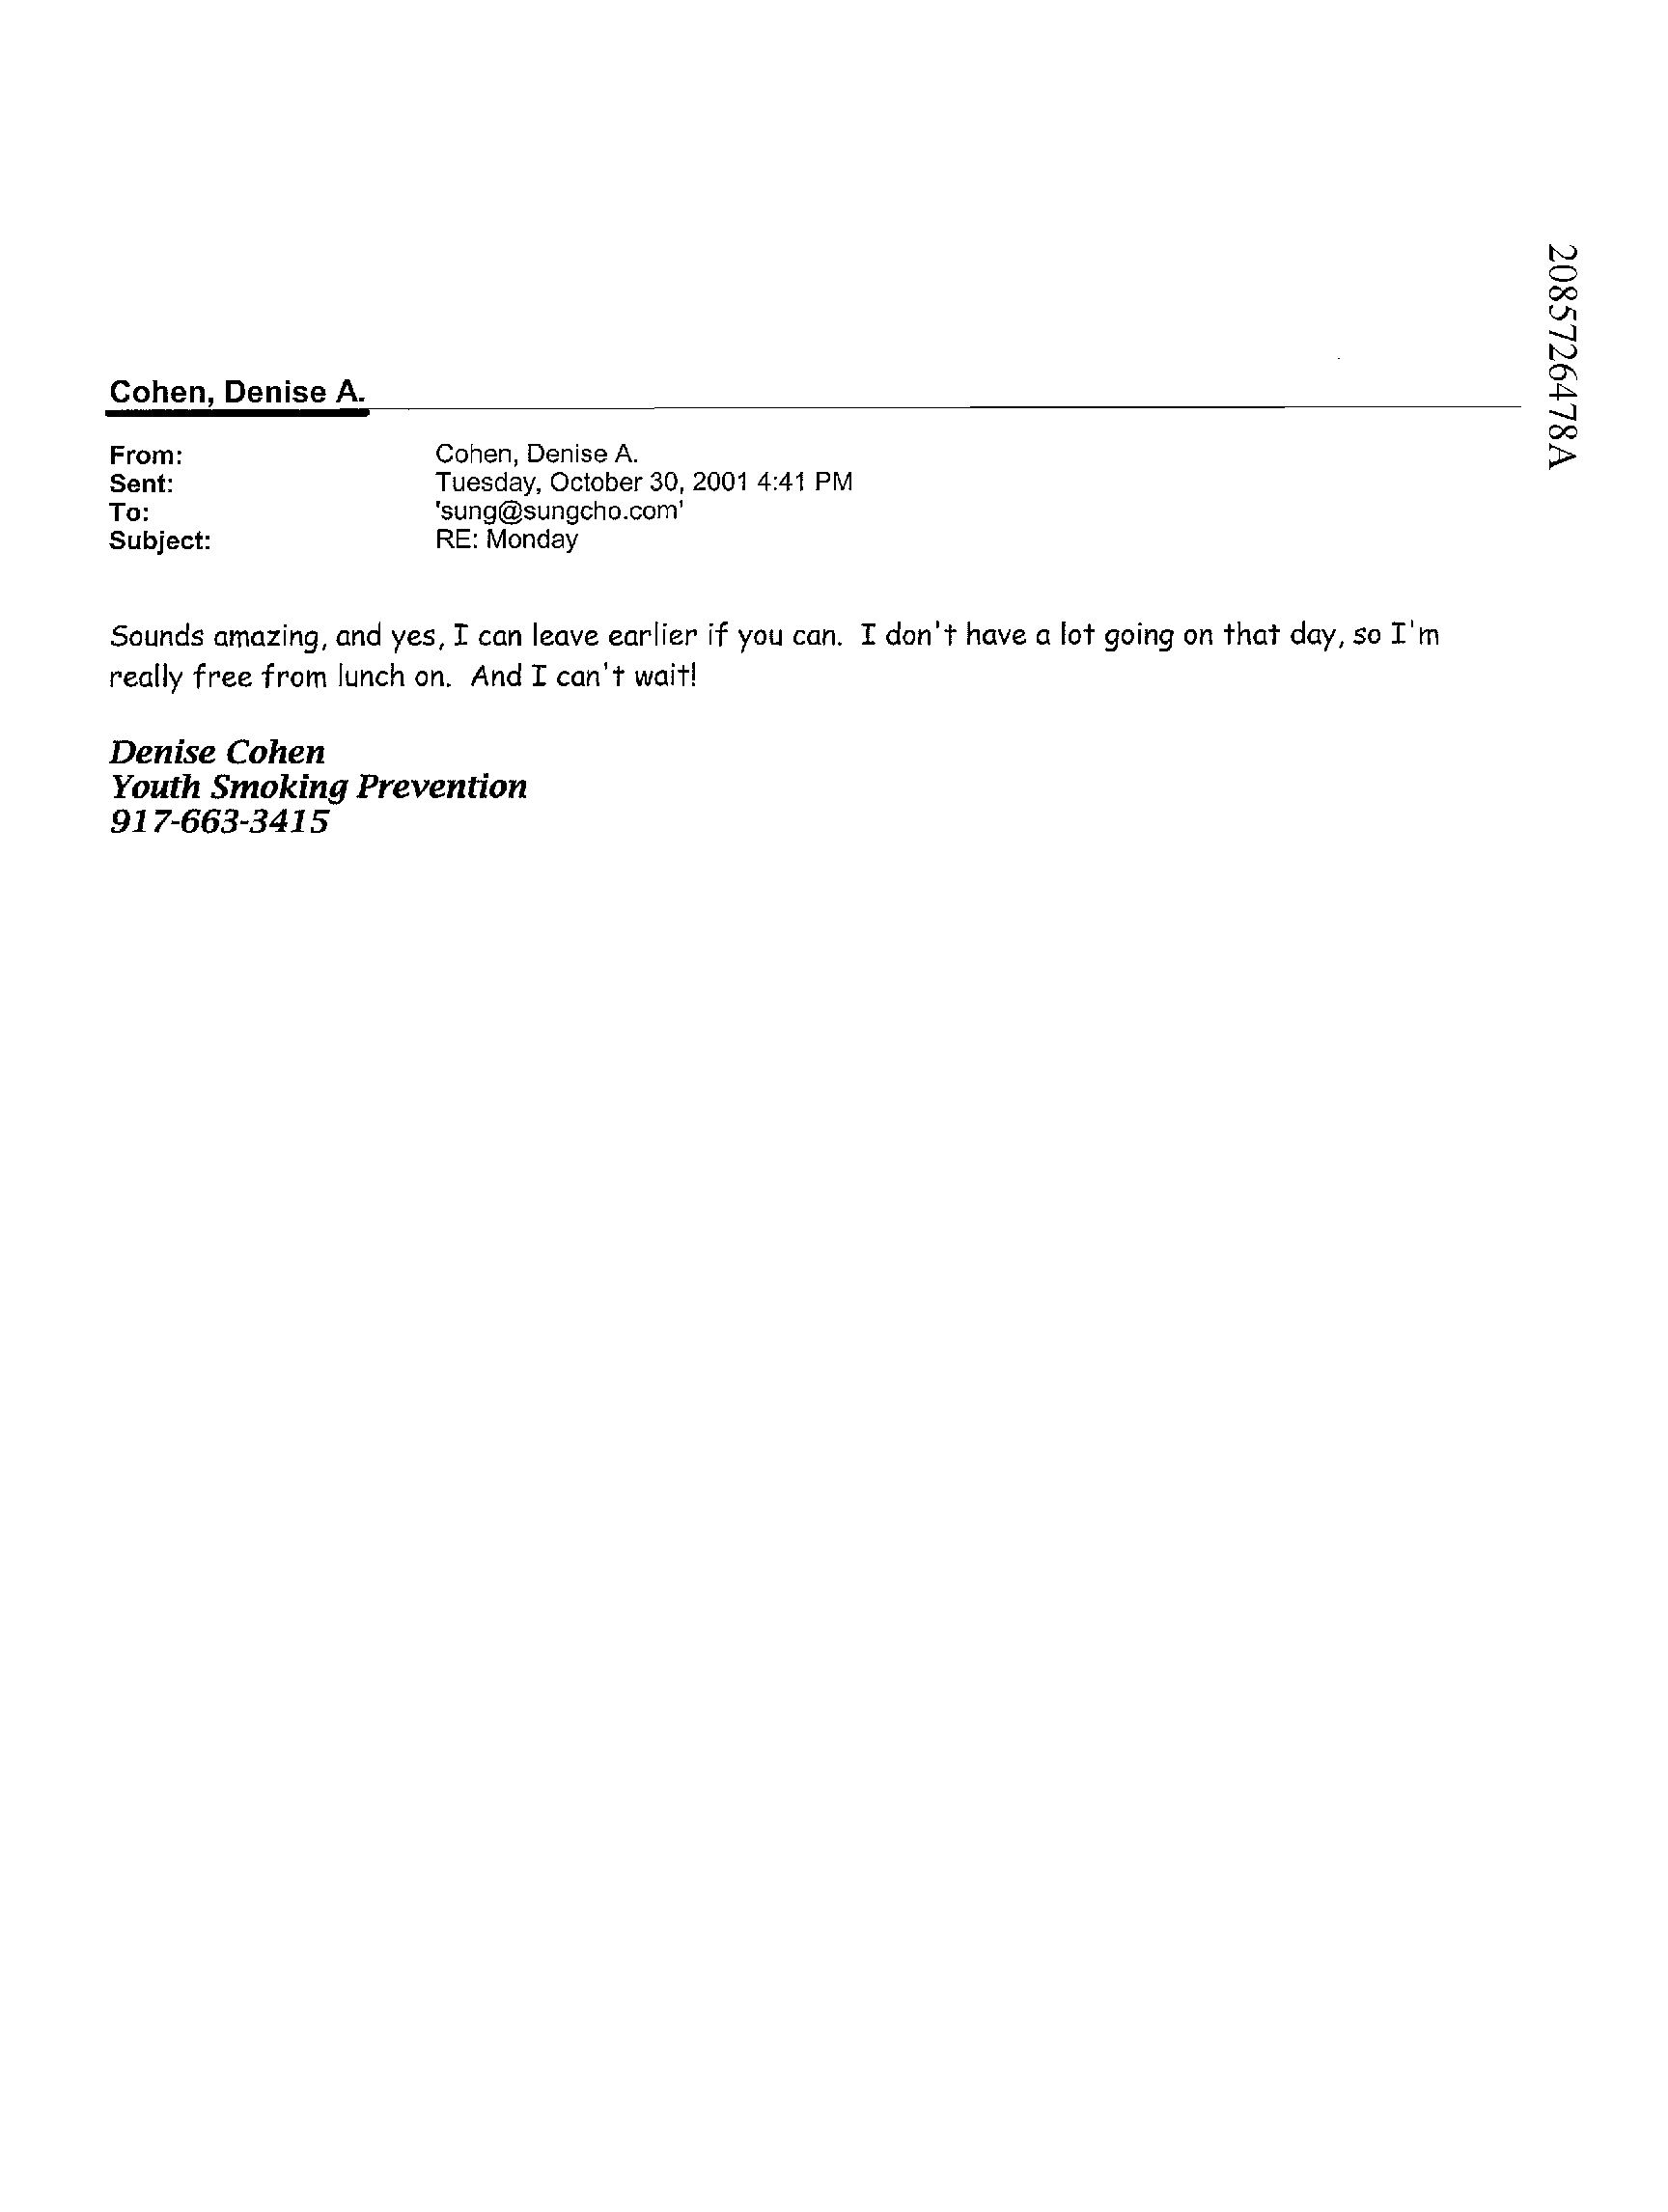 2085726478A
Cohen, Denise A.
From: Cohen, Denise A.
Sent: Tuesday, October 30, 2001 4:41 PM
To: 'sung@sungcho.com'
Subject: RE: Monday
Sounds amazing, and yes, I can leave earlier if you can.  I don't have a lot going on that day, so I'm
really free from lunch on.  And I can't wait!
Denise Cohen
Youth Smoking Prevention
917-663-3415